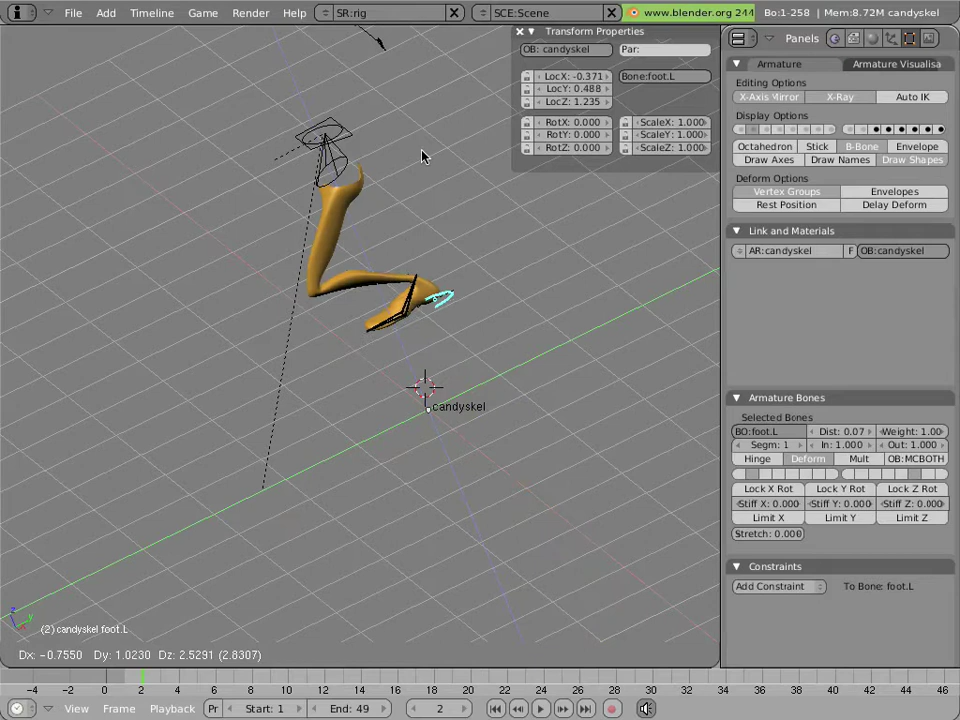 File Add Timeline Game Render Help SR:rig SCE:Scene www.blender.org 244 Bo:1-258 | Mem:8.72M candyskel
Transform Properties
OB: candyskel Par:
LocX: -0.371 Bone:foot.L
LocY: 0.488
LocZ: 1.235
RotX: 0.000 ScaleX: 1.000
RotY: 0.000 ScaleY: 1.000
RotZ: 0.000 ScaleZ: 1.000
Panels
Armature Armature Visualisa
Editing Options
X-Axis Mirror X-Ray Auto IK
Display Options
Octahedron Stick B-Bone Envelope
Draw Axes Draw Names Draw Shapes
Deform Options
Vertex Groups Envelopes
Rest Position Delay Deform
Link and Materials
AR:candyskel F OB:candyskel
Armature Bones
Selected Bones
BO:foot.L Dist: 0.07 Weight: 1.00
Segm: 1 In: 1.000 Out: 1.000
Hinge Deform Mult OB:MCBOTH
Lock X Rot Lock Y Rot Lock Z Rot
Stiff X: 0.000 Stiff Y: 0.000 Stiff Z: 0.000
Limit X Limit Y Limit Z
Stretch: 0.000
Constraints
Add Constraint To Bone: foot.L
candyskel
z y
(2) candyskel foot.L
Dx: -0.7550 Dy: 1.0230 Dz: 2.5291 (2.8307)
-4 -2 0 2 4 6 8 10 12 14 16 18 20 22 24 26 28 30 32 34 36 38 40 42 44 46
View Frame Playback Pr Start: 1 End: 49 2